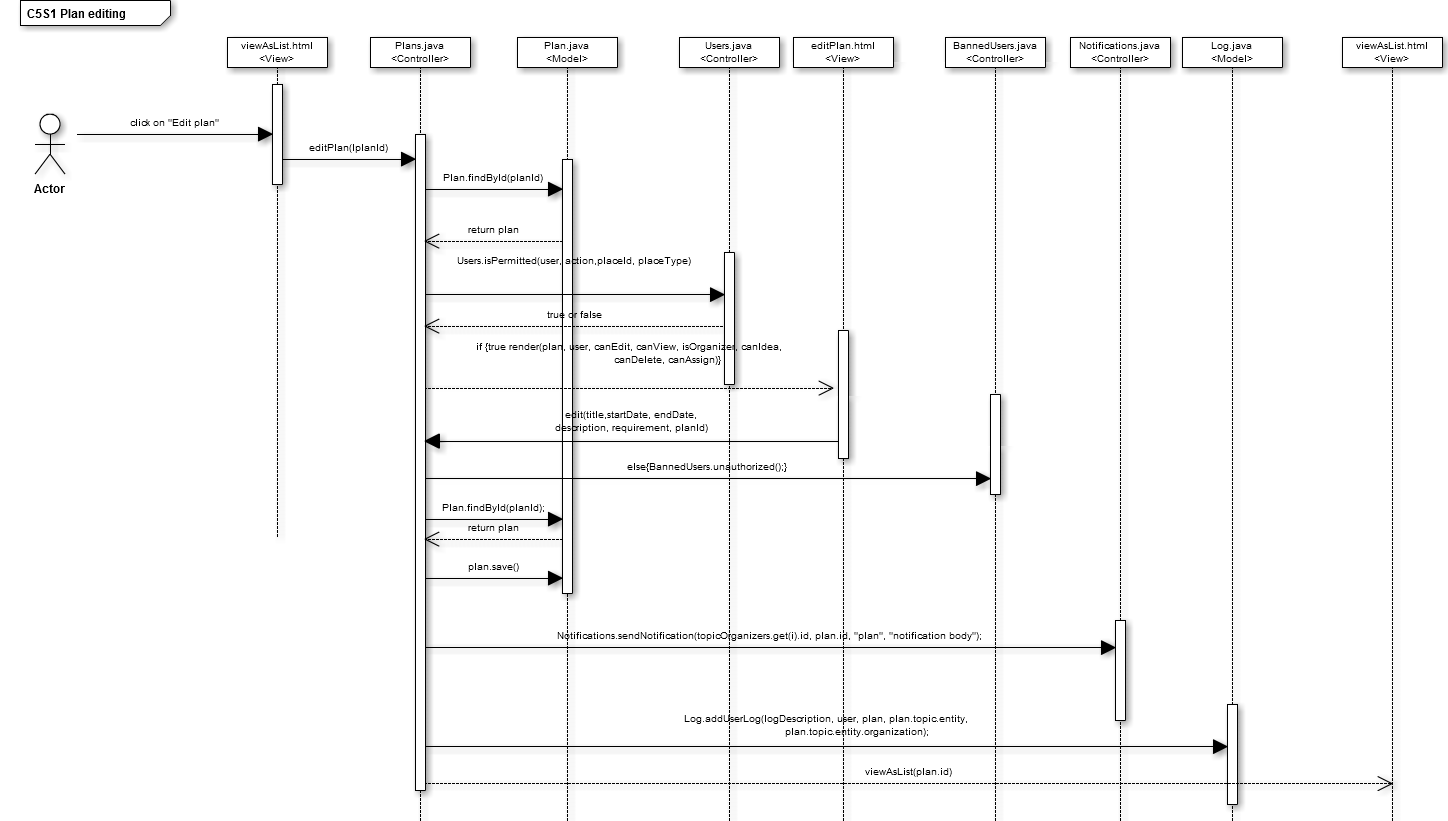 C5S1 Plan editing
viewAsList.html
<View>
Plans.java
<Controller>
Plan.java
<Model>
Users.java
<Controller>
editPlan.html
<View>
BannedUsers.java
<Controller>
Notifications.java
<Controller>
Log.java
<Model>
viewAsList.html
<View>
click on "Edit plan"
editPlan(lplanId)
Actor
Plan.findById(planId)
return plan
Users.isPermitted(user, action,placeId, placeType)
true or false
if {true render(plan, user, canEdit, canView, isOrganizer, canIdea,
canDelete, canAssign)}
edit(title,startDate, endDate,
description, requirement, planId)
else{BannedUsers.unauthorized();}
Plan.findById(planId);
return plan
plan.save()
Notifications.sendNotification(topicOrganizers.get(i).id, plan.id, "plan", "notification body");
Log.addUserLog(logDescription, user, plan, plan.topic.entity,
plan.topic.entity.organization);
viewAsList(plan.id)